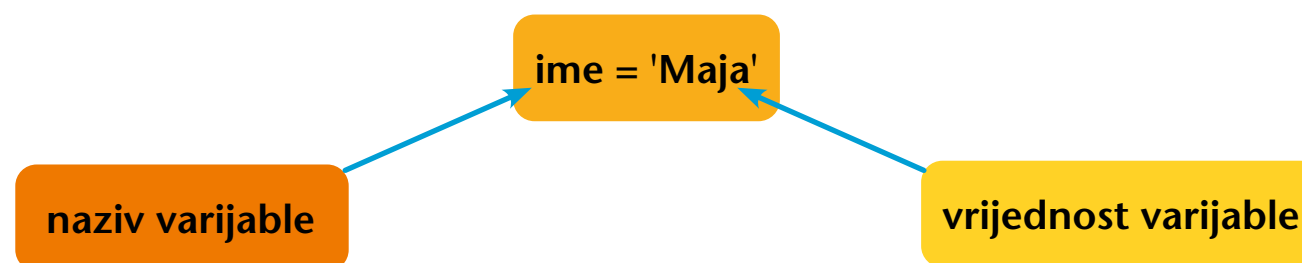 ime = 'Maja'
naziv varijable
vrijednost varijable